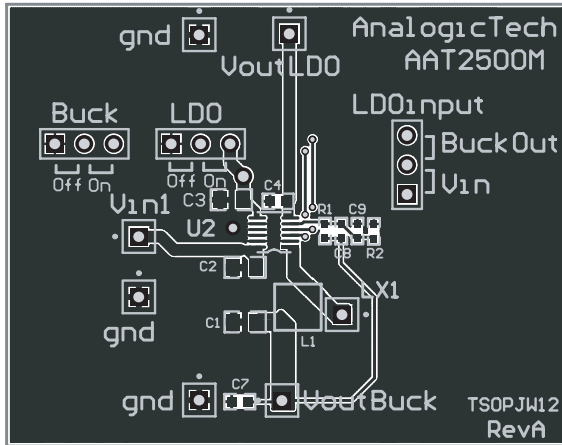 gnd
VoutLDO
AnalogicTech
AAT2500M
Buck
LDO
LDOinput
BuckOut
Vin
Off On
Off On
C3
C4
Vin1
U2
R1
C9
C8
R2
C2
gnd
C1
L1
LX1
C7
gnd
VoutBuck
TSOPJW12
RevA